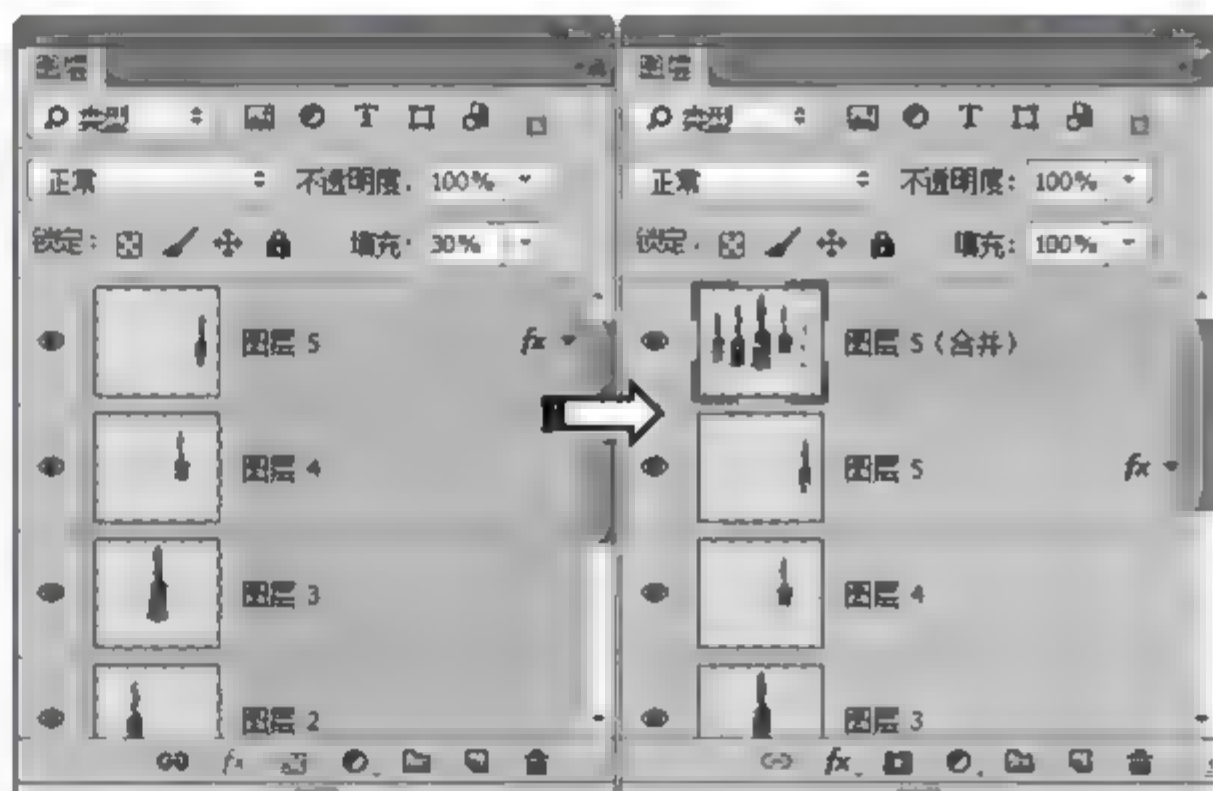 图层
类型 T
正常 不透明度: 100%
锁定: 填充: 30%
图层 5 fx
图层 4
图层 3
图层 2
fx
图层
类型 T
正常 不透明度: 100%
锁定: 填充: 100%
图层 5 (合并)
图层 5 fx
图层 4
图层 3
fx